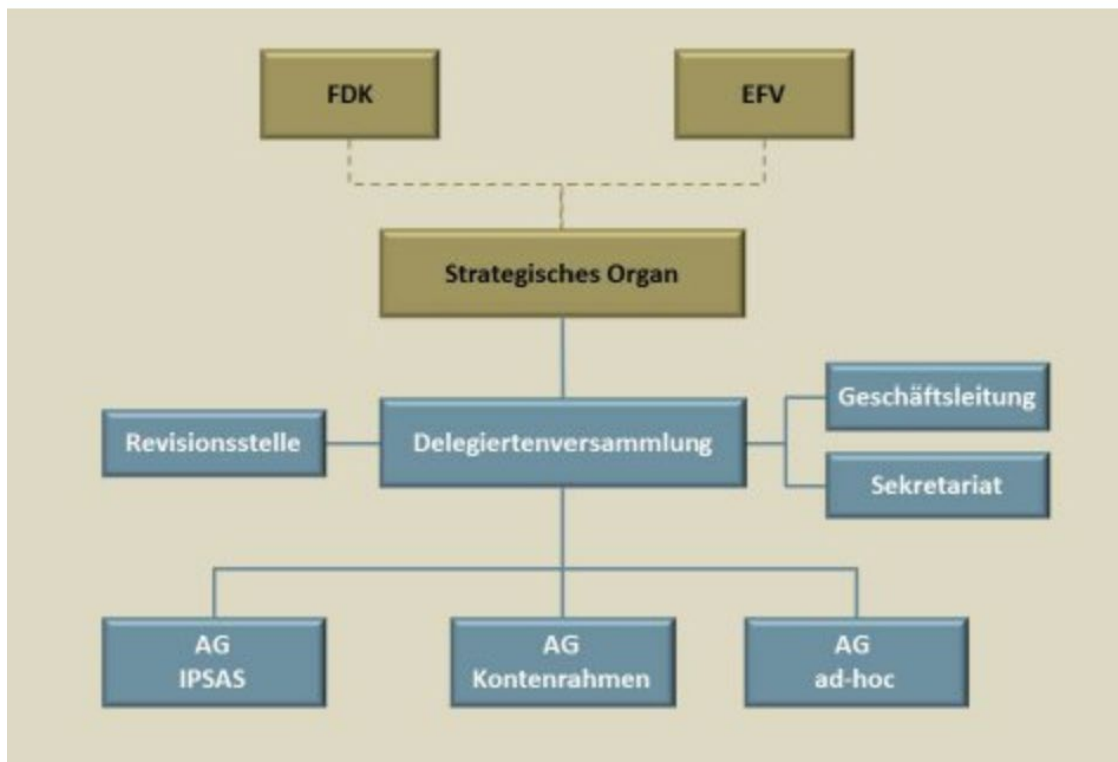 FDK
EFV
Strategisches Organ
Geschäftsleitung
Revisionsstelle
Delegiertenversammlung
Sekretariat
AG
IPSAS
AG
Kontenrahmen
AG
ad-hoc